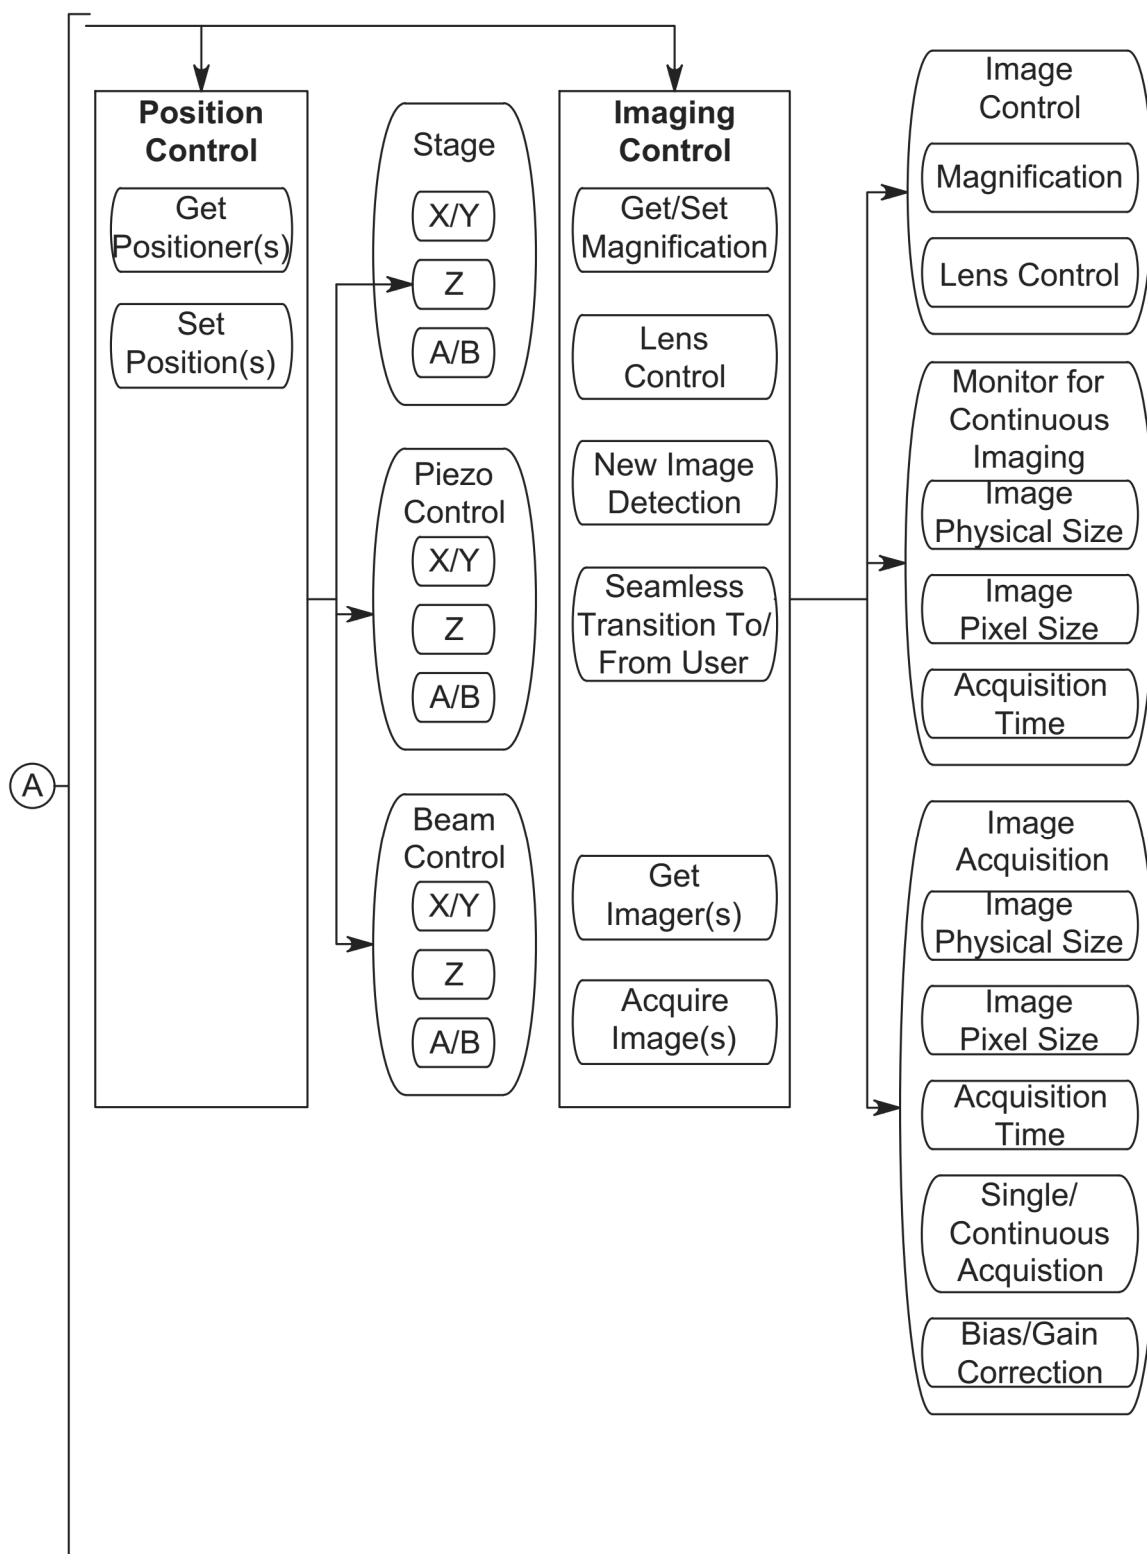 A
Position
Control
Get
Positioner(s)
Set
Position(s)
Stage
X/Y
Z
A/B
Piezo
Control
X/Y
Z
A/B
Beam
Control
X/Y
Z
A/B
Imaging
Control
Get/Set
Magnification
Lens
Control
New Image
Detection
Seamless
Transition To/
From User
Get
Imager(s)
Acquire
Image(s)
Image
Control
Magnification
Lens Control
Monitor for
Continuous
Imaging
Image
Physical Size
Image
Pixel Size
Acquisition
Time
Image
Acquisition
Image
Physical Size
Image
Pixel Size
Acquisition
Time
Single/
Continuous
Acquistion
Bias/Gain
Correction